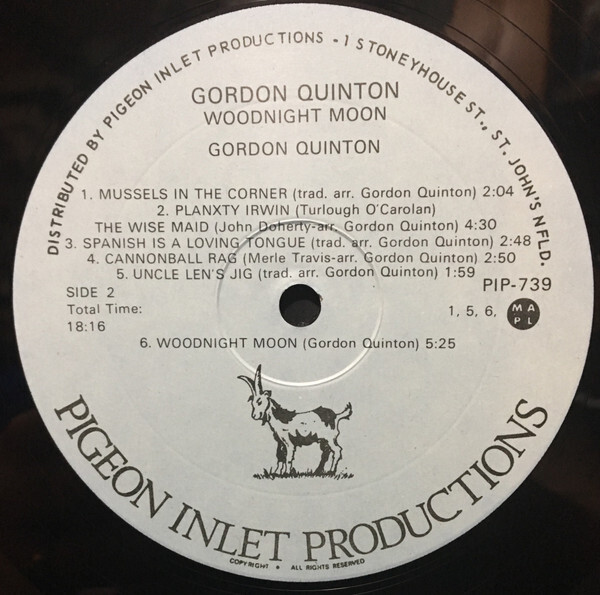 DISTRIBUTED BY PIGEON INLET PRODUCTIONS - 1 STONEYHOUSE ST., ST. JOHN'S NFLD.
GORDON QUINTON
WOODNIGHT MOON
GORDON QUINTON
1. MUSSELS IN THE CORNER (trad. arr. Gordon Quinton) 2:04
2. PLANXTY IRWIN (Turlough O'Carolan)
THE WISE MAID (John Doherty-arr. Gordon Quinton) 4:30
3. SPANISH IS A LOVING TONGUE (trad. arr. Gordon Quinton) 2:48
4. CANNONBALL RAG (Merle Travis-arr. Gordon Quinton) 2:50
5. UNCLE LEN'S JIG (trad. arr. Gordon Quinton) 1:59
SIDE 2
PIP-739
Total Time:
18:16
1, 5, 6,
MA
PL
6. WOODNIGHT MOON (Gordon Quinton) 5:25
PIGEON INLET PRODUCTIONS
COPYRIGHT • ALL RIGHTS RESERVED